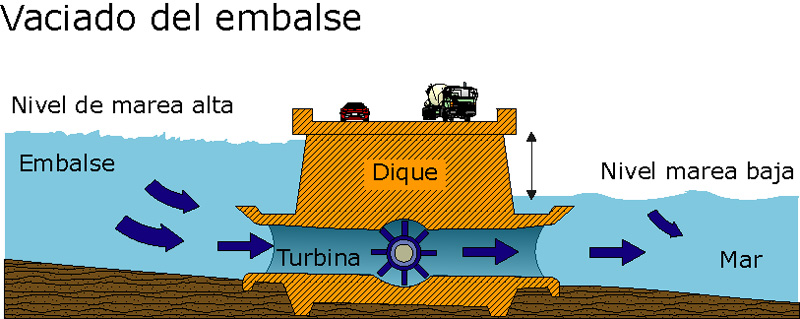 Vaciado del embalse
Nivel de marea alta
Embalse
Dique
Nivel marea baja
Turbina
Mar